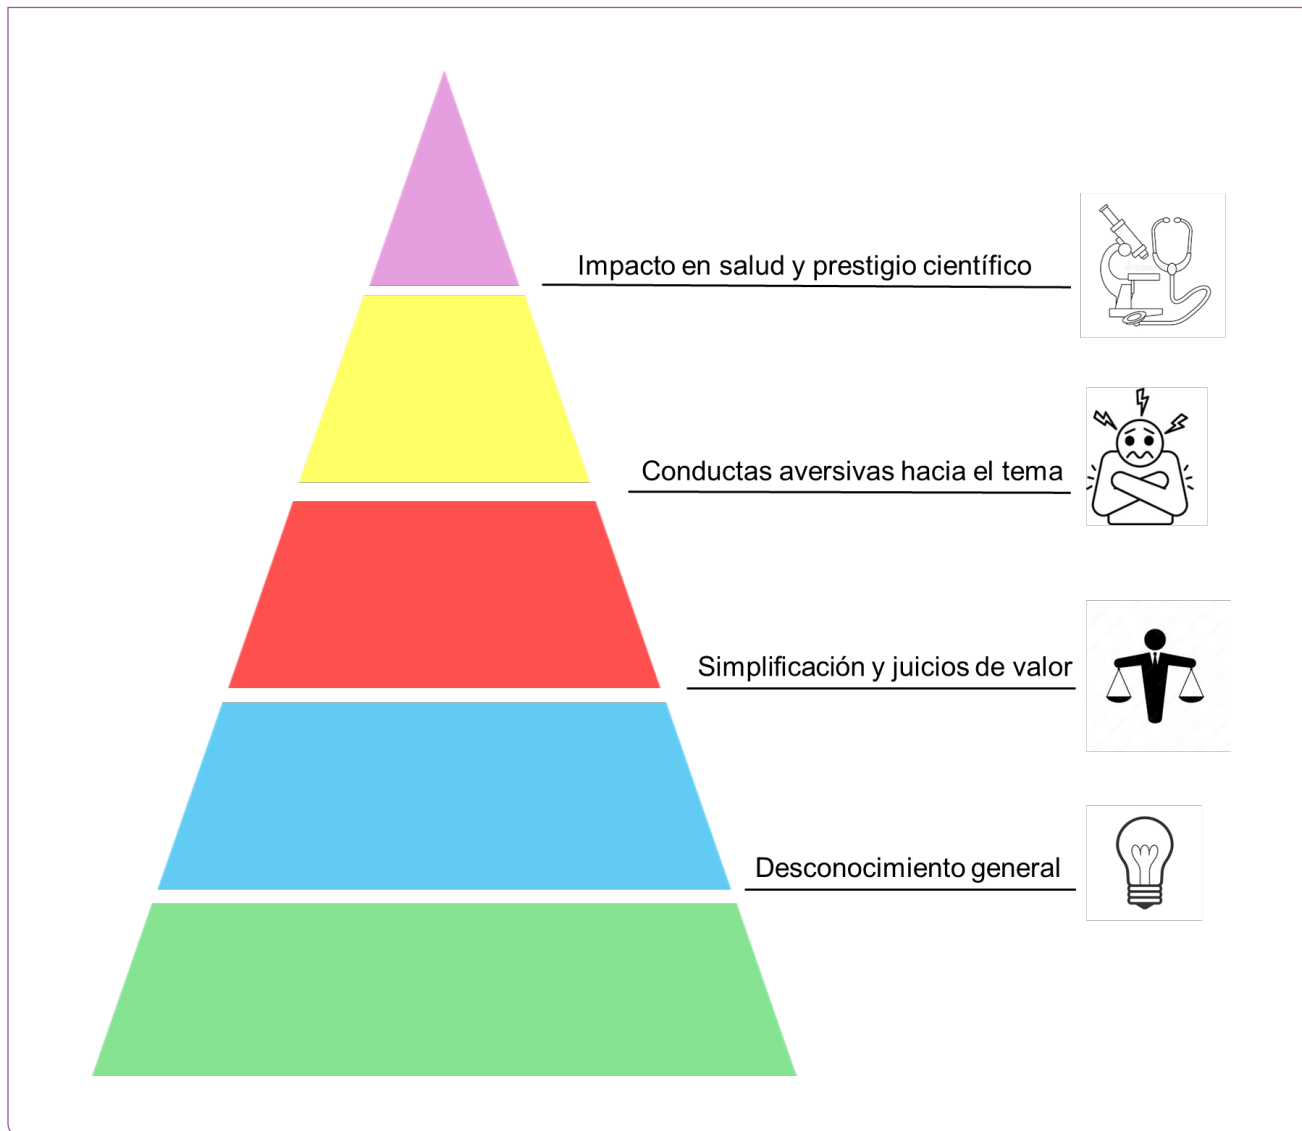 Impacto en salud y prestigio científico
Conductas aversivas hacia el tema
Simplificación y juicios de valor
Desconocimiento general